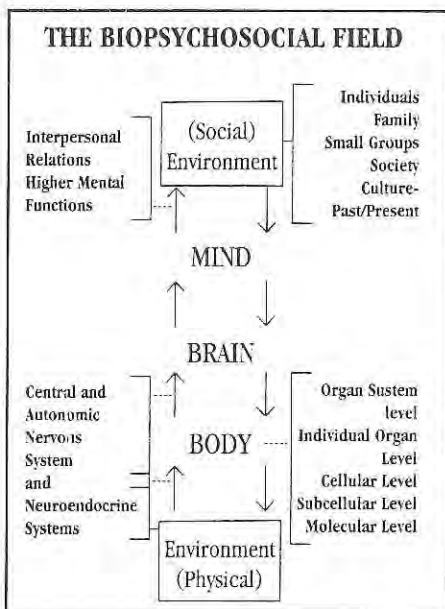 THE BIOPSYCHOSOCIAL FIELD
Interpersonal
Relations
Higher Mental
Functions
(Social)
Environment
Individuals
Family
Small Groups
Society
Culture-
Past/Present
MIND
BRAIN
Central and
Autonomic
Nervous
System
and
Neuroendocrine
Systems
BODY
Organ Sustem
level
Individual Organ
Level
Cellular Level
Subcellular Level
Molecular Level
Environment
(Physical)